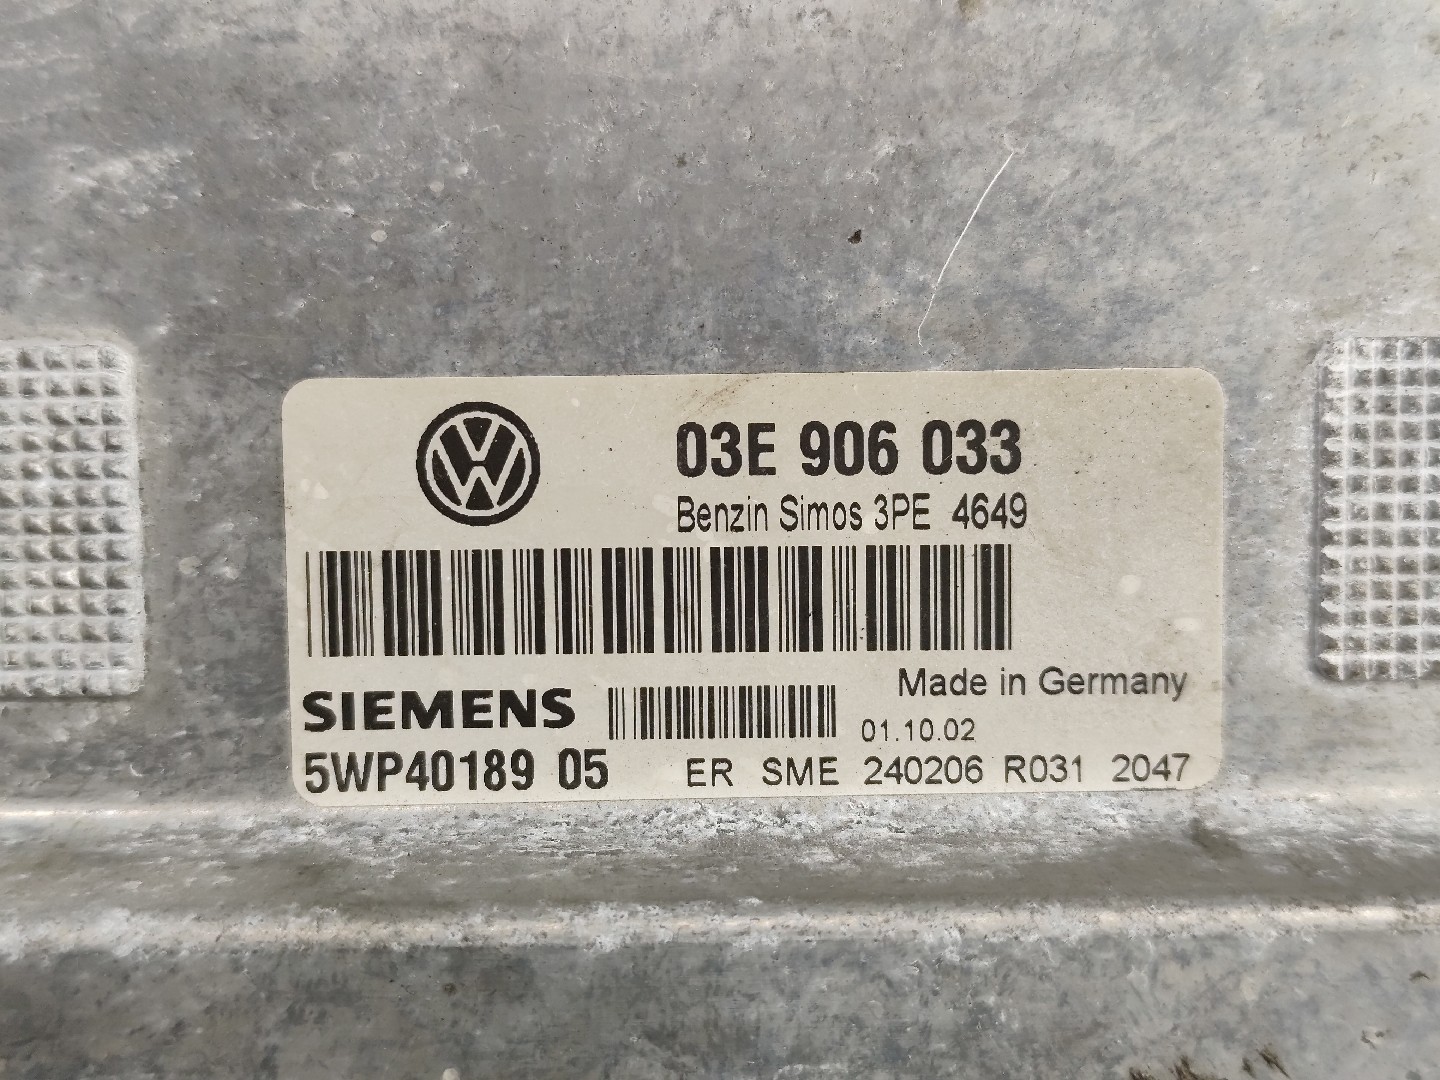 03E 906 033
Benzin Simos 3PE 4649
Made in Germany
SIEMENS
01.10.02
5WP40189 05 ER SME 240206 R031 2047